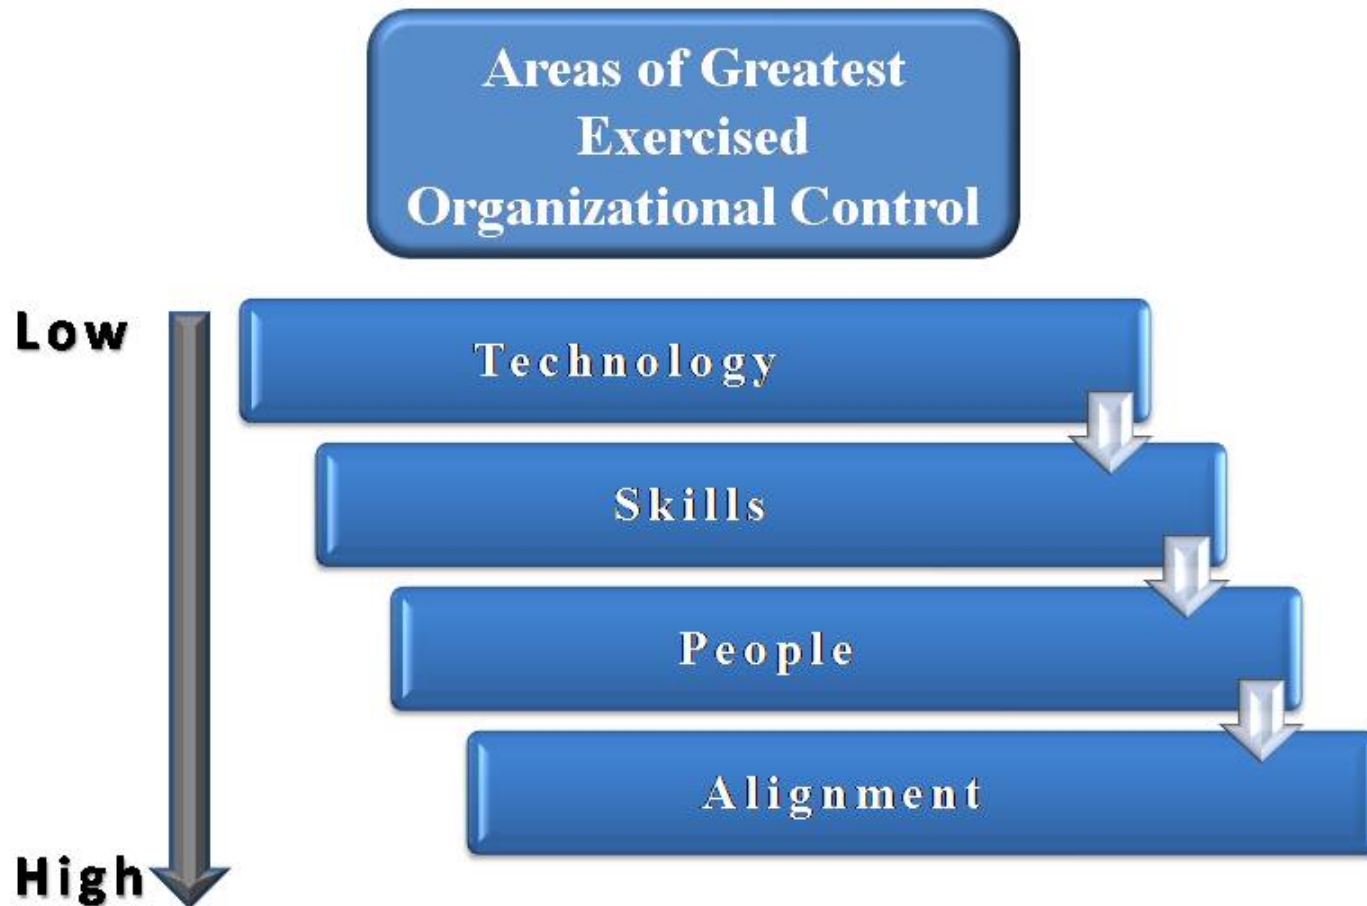 Areas of Greatest
Exercised
Organizational Control
Low
Technology
Skills
People
Alignment
High